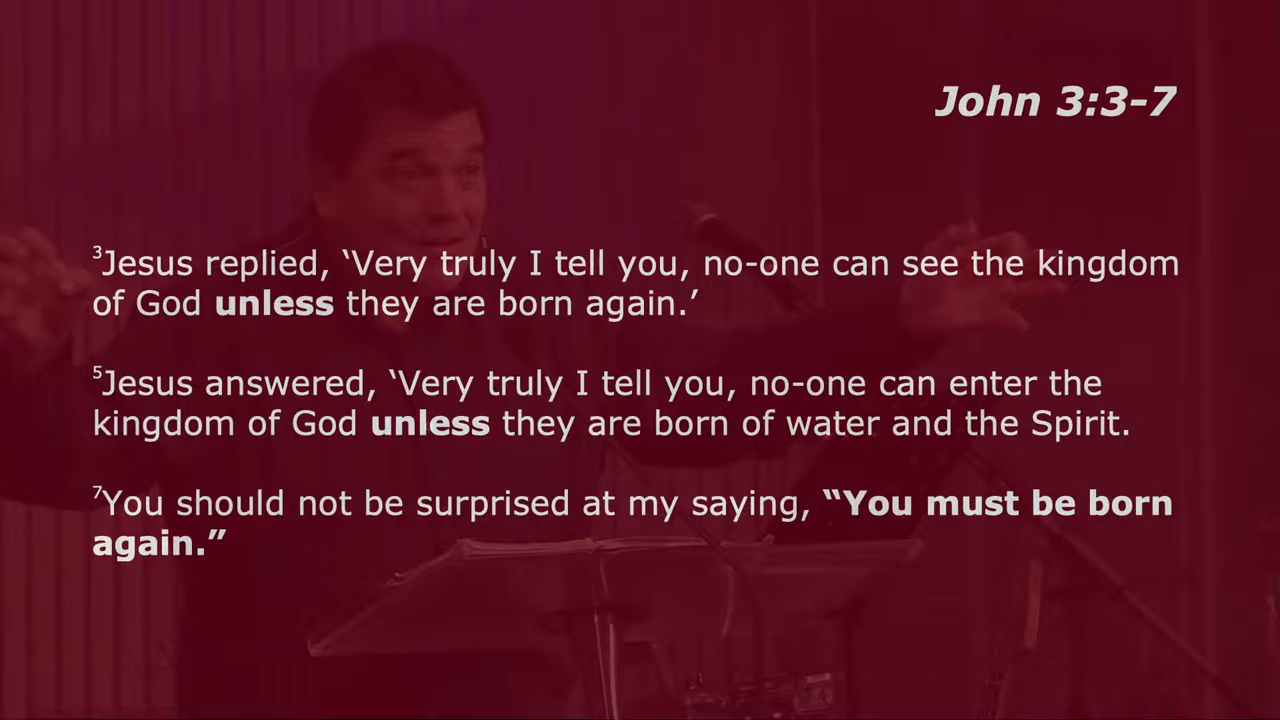 John 3:3-7
³Jesus replied, ‘Very truly I tell you, no-one can see the kingdom
of God unless they are born again.’
⁵Jesus answered, ‘Very truly I tell you, no-one can enter the
kingdom of God unless they are born of water and the Spirit.
⁷You should not be surprised at my saying, “You must be born
again.”